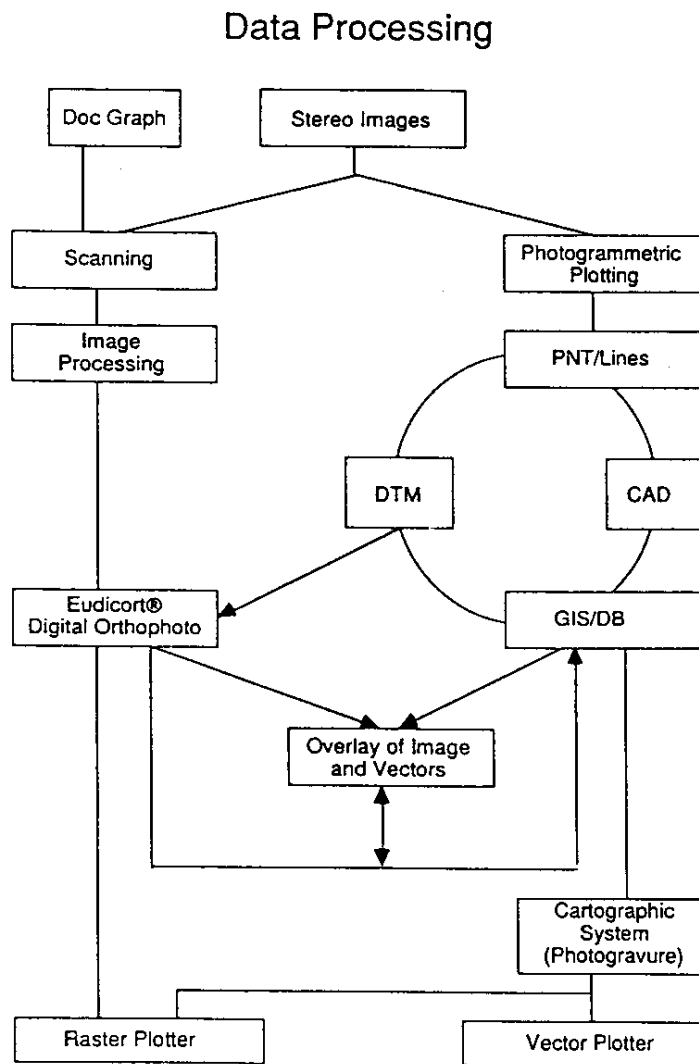 Data Processing
Doc Graph
Stereo Images
Scanning
Photogrammetric
Plotting
Image
Processing
PNT/Lines
DTM
CAD
Eudicort®
Digital Orthophoto
GIS/DB
Overlay of Image
and Vectors
Cartographic
System
(Photogravure)
Raster Plotter
Vector Plotter